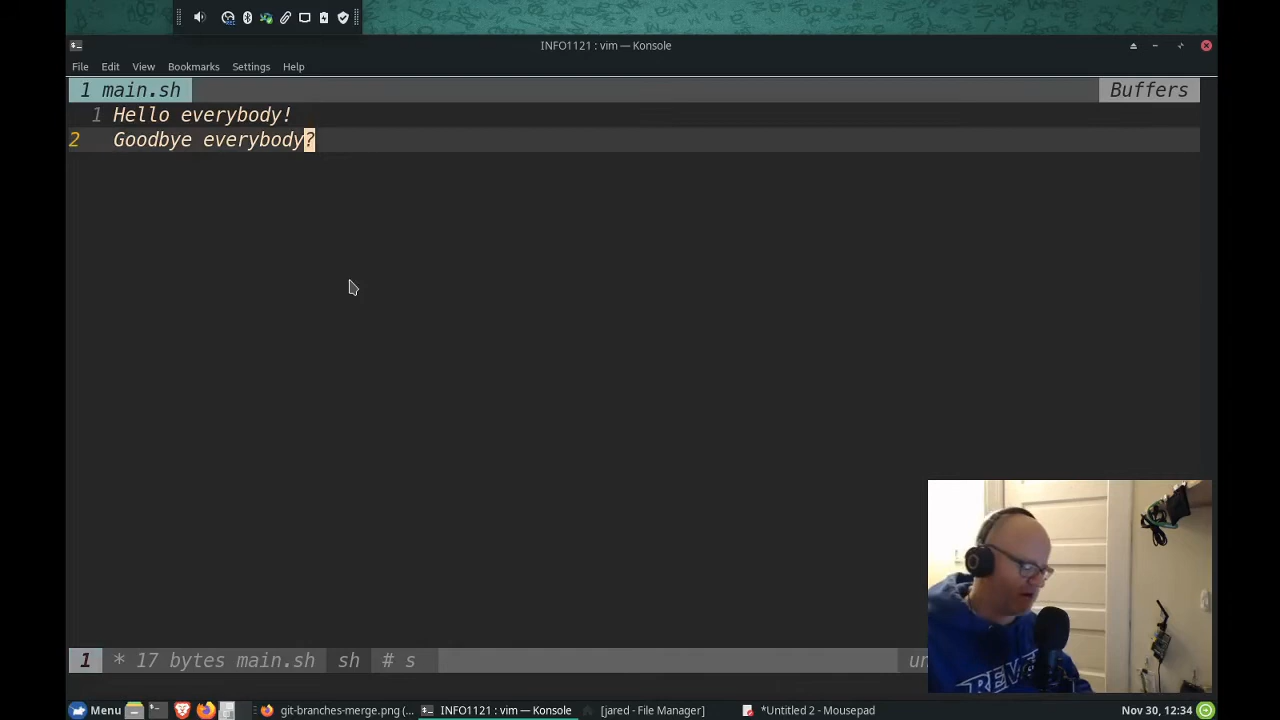 INFO1121 : vim — Konsole
File Edit View Bookmarks Settings Help
1 main.sh Buffers
1 Hello everybody!
2 Goodbye everybody?
1 * 17 bytes main.sh sh # s un
REVE
Menu git-branches-merge.png (... INFO1121 : vim — Konsole [jared - File Manager] *Untitled 2 - Mousepad Nov 30, 12:34